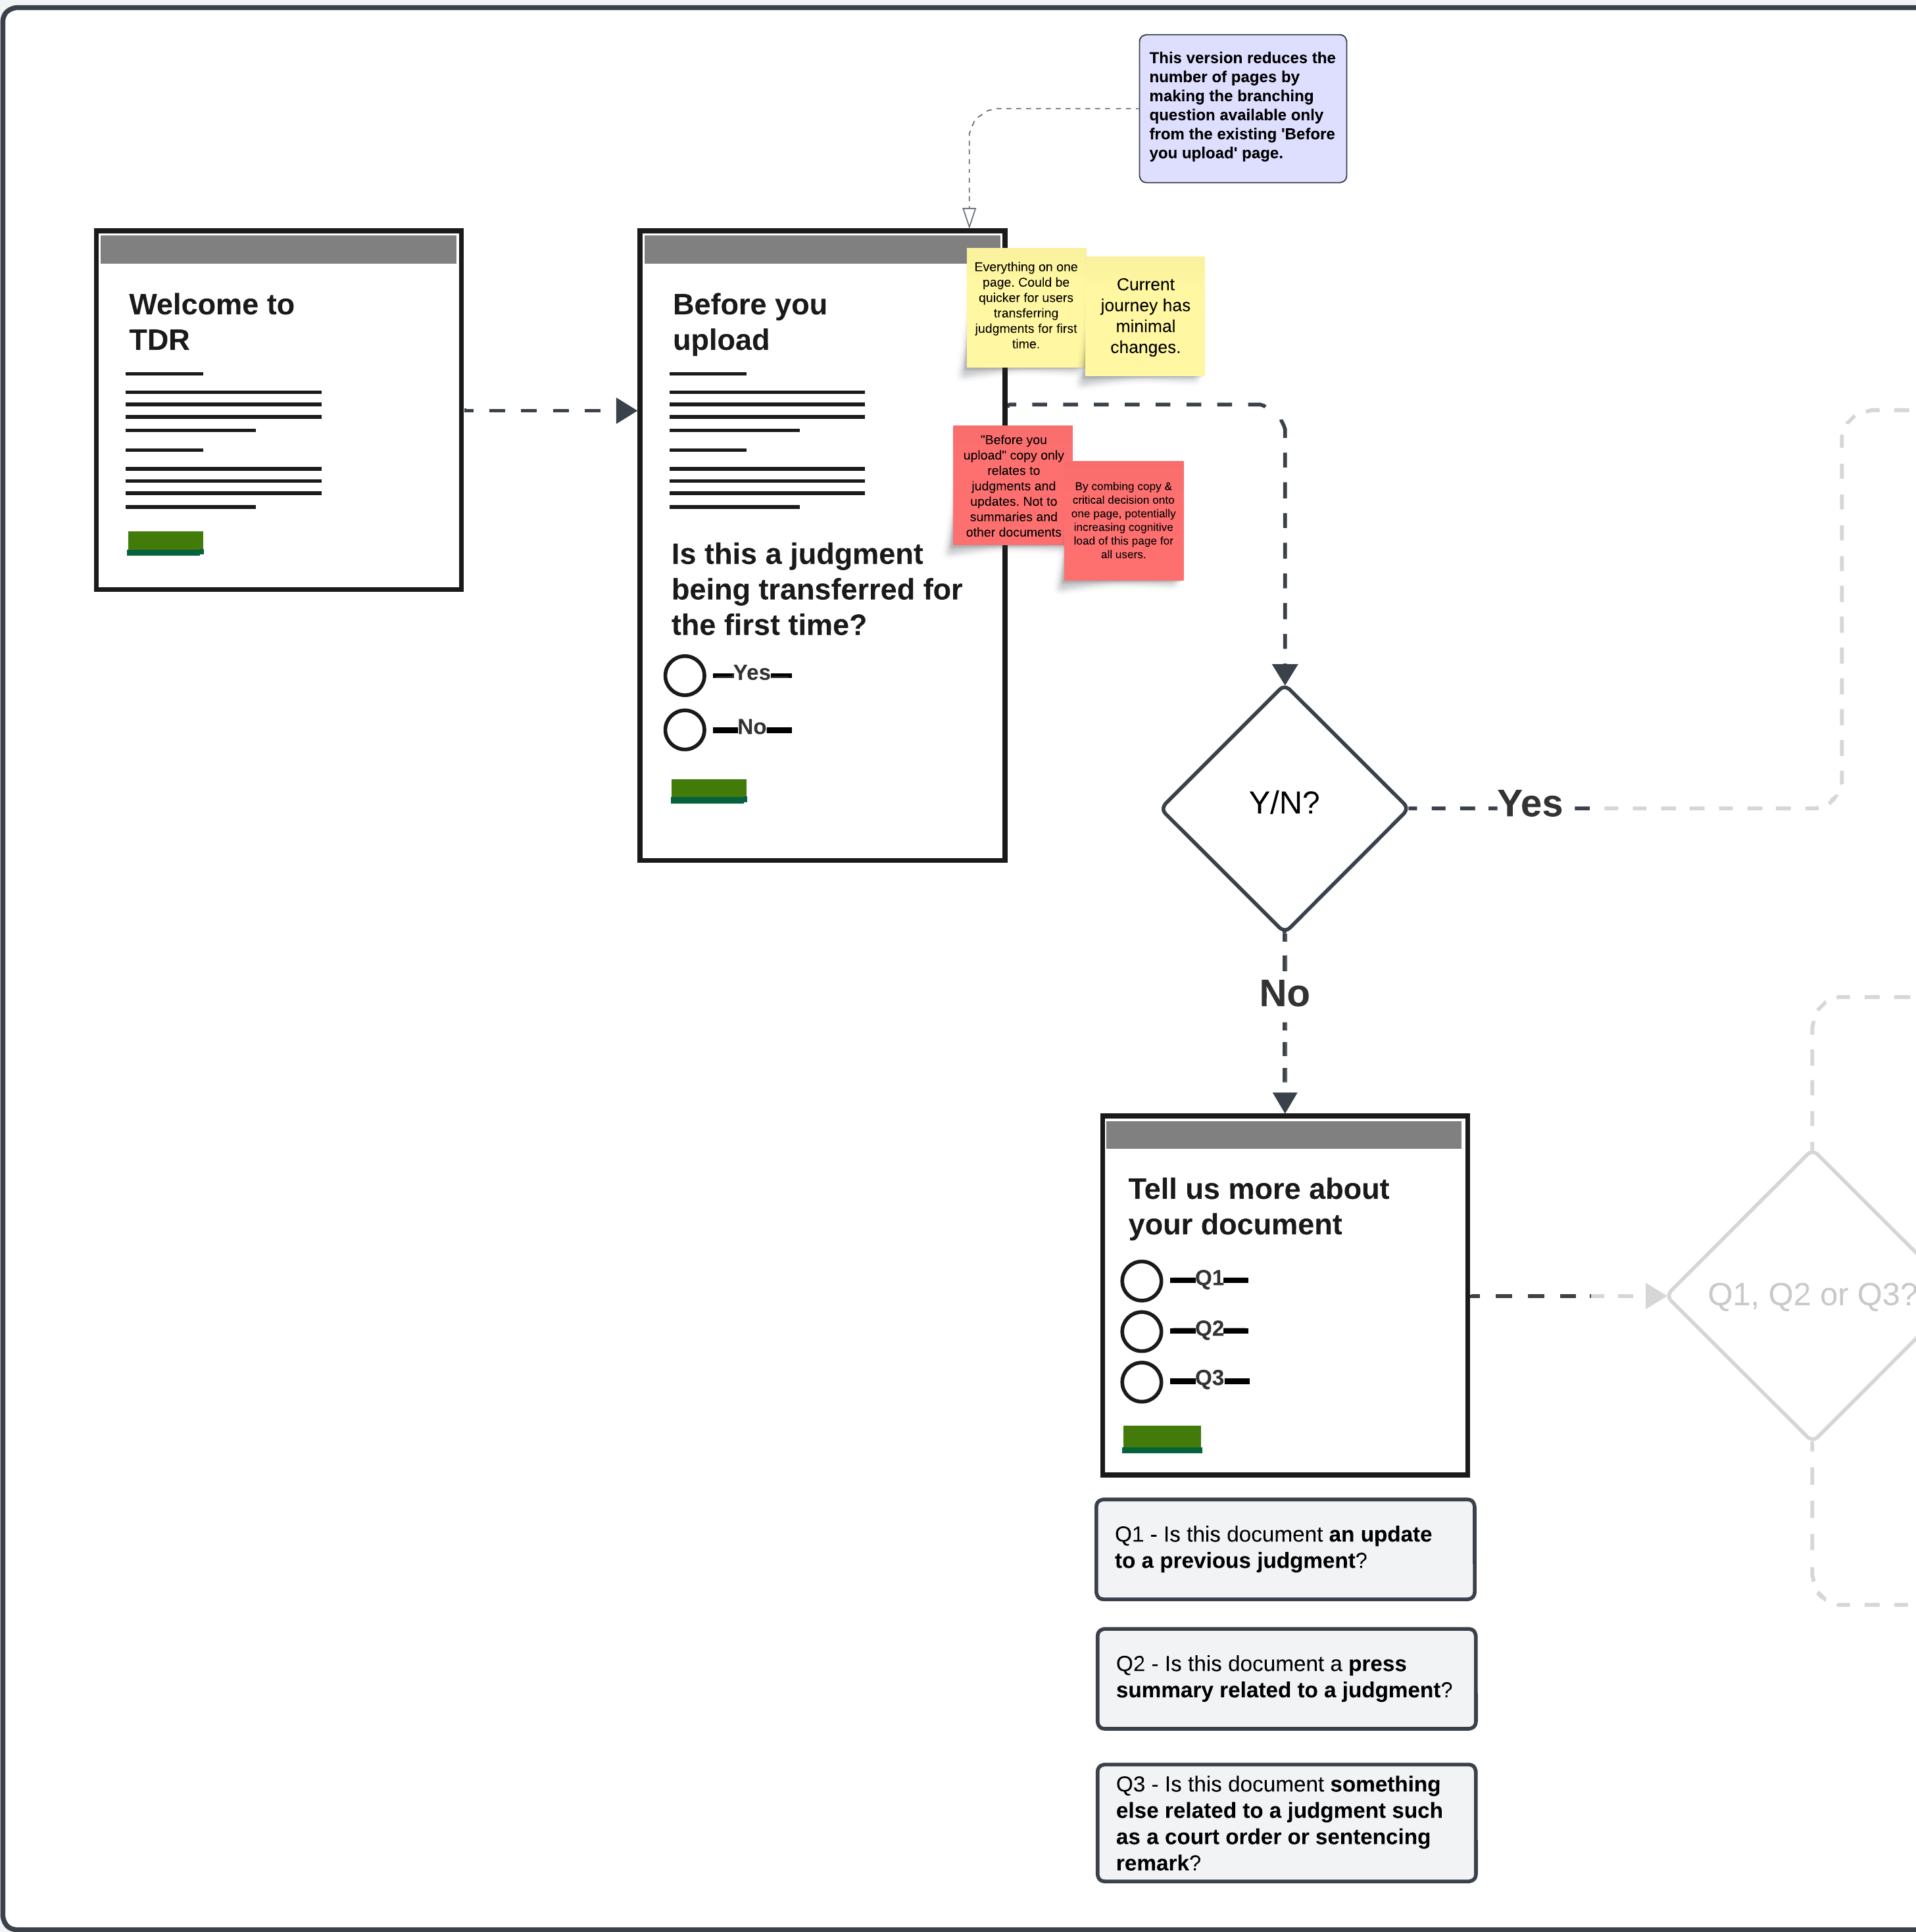 This version reduces the
number of pages by
making the branching
question available only
from the existing 'Before
you upload' page.
Welcome to
TDR
Before you
upload
Everything on one
page. Could be
quicker for users
transferring
judgments for first
time.
Current
journey has
minimal
changes.
"Before you
upload" copy only
relates to
judgments and
updates. Not to
summaries and
other documents
By combing copy &
critical decision onto
one page, potentially
increasing cognitive
load of this page for
all users.
Is this a judgment
being transferred for
the first time?
Yes
No
Y/N?
Yes
No
Tell us more about
your document
Q1
Q2
Q3
Q1, Q2 or Q3?
Q1 - Is this document an update
to a previous judgment?
Q2 - Is this document a press
summary related to a judgment?
Q3 - Is this document something
else related to a judgment such
as a court order or sentencing
remark?